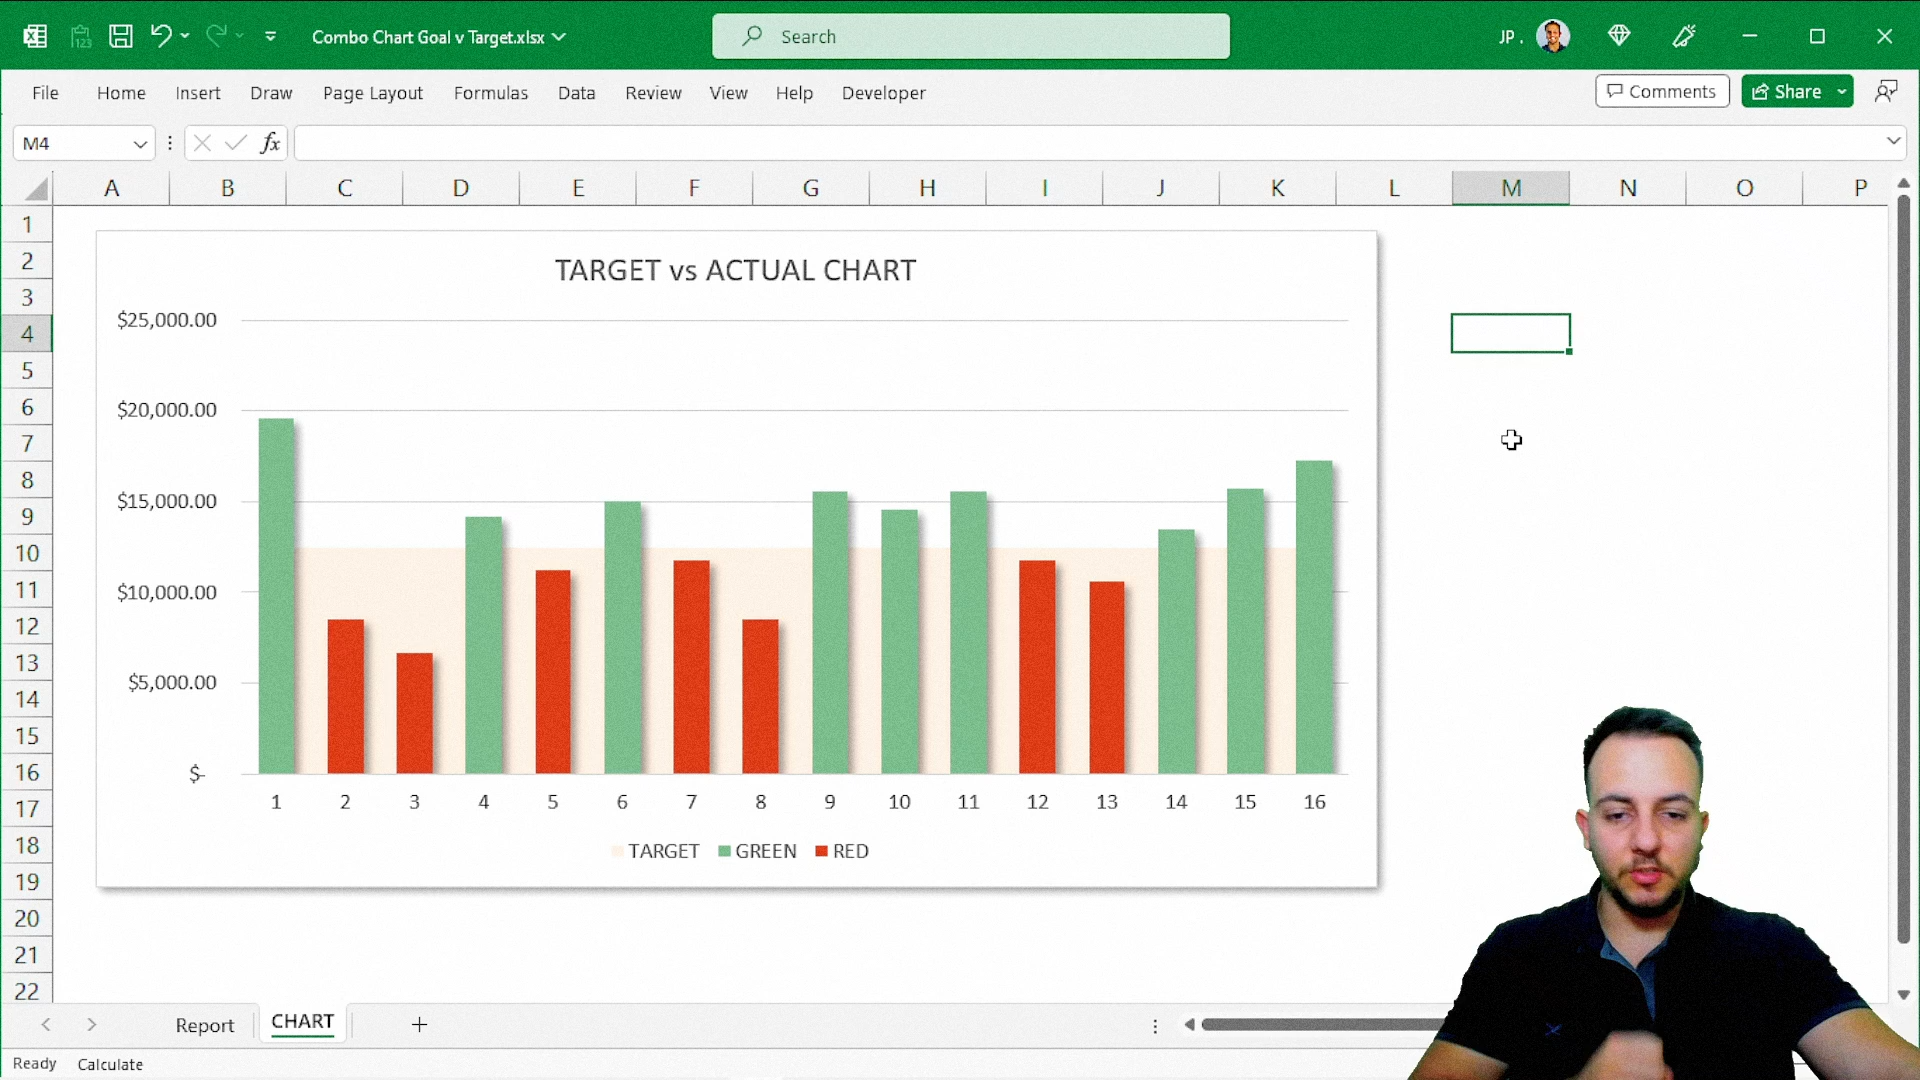 Combo Chart Goal v Target.xlsx
Search
JP .
File Home Insert Draw Page Layout Formulas Data Review View Help Developer
Comments
Share
M4
fx
A B C D E F G H I J K L M N O P
1
2
3
4
5
6
7
8
9
10
11
12
13
14
15
16
17
18
19
20
21
22
TARGET vs ACTUAL CHART
$25,000.00
$20,000.00
$15,000.00
$10,000.00
$5,000.00
$-
1 2 3 4 5 6 7 8 9 10 11 12 13 14 15 16
TARGET GREEN RED
Report CHART
Ready Calculate